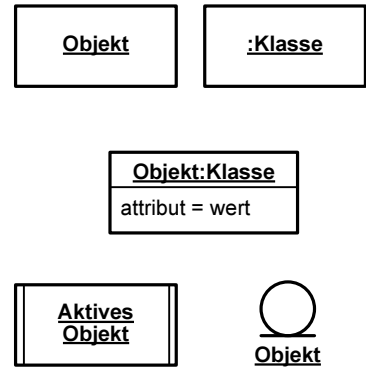 Objekt
:Klasse
Objekt:Klasse
attribut = wert
Aktives
Objekt
Objekt